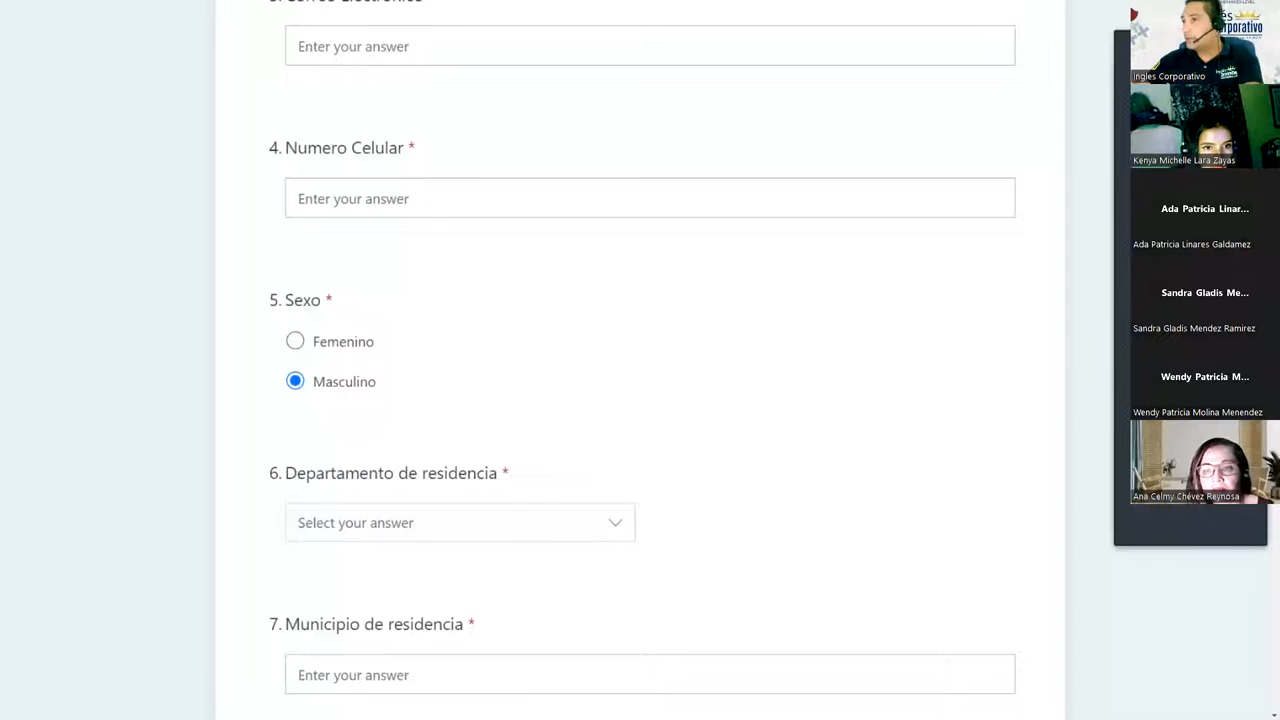 Enter your answer
4. Numero Celular *
Enter your answer
5. Sexo *
Femenino
Masculino
6. Departamento de residencia *
Select your answer
7. Municipio de residencia *
Enter your answer
Ingles Corporativo
Kenya Michelle Lara Zayas
Ada Patricia Linar...
Ada Patricia Linares Galdamez
Sandra Gladis Me...
Sandra Gladis Mendez Ramirez
Wendy Patricia M...
Wendy Patricia Molina Menendez
Ana Celmy Chévez Reynosa